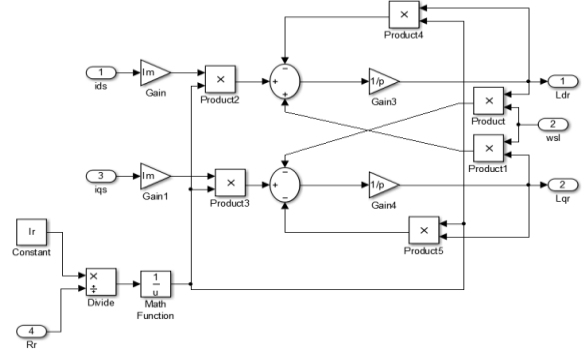 ×
Product4
1
ids
lm
Gain
×
Product2
−
+
+
1/p
Gain3
1
Ldr
×
Product
2
wsl
×
Product1
3
iqs
lm
Gain1
×
Product3
−
+
−
1/p
Gain4
2
Lqr
×
Product5
lr
Constant
×
÷
Divide
1
u
Math
Function
4
Rr